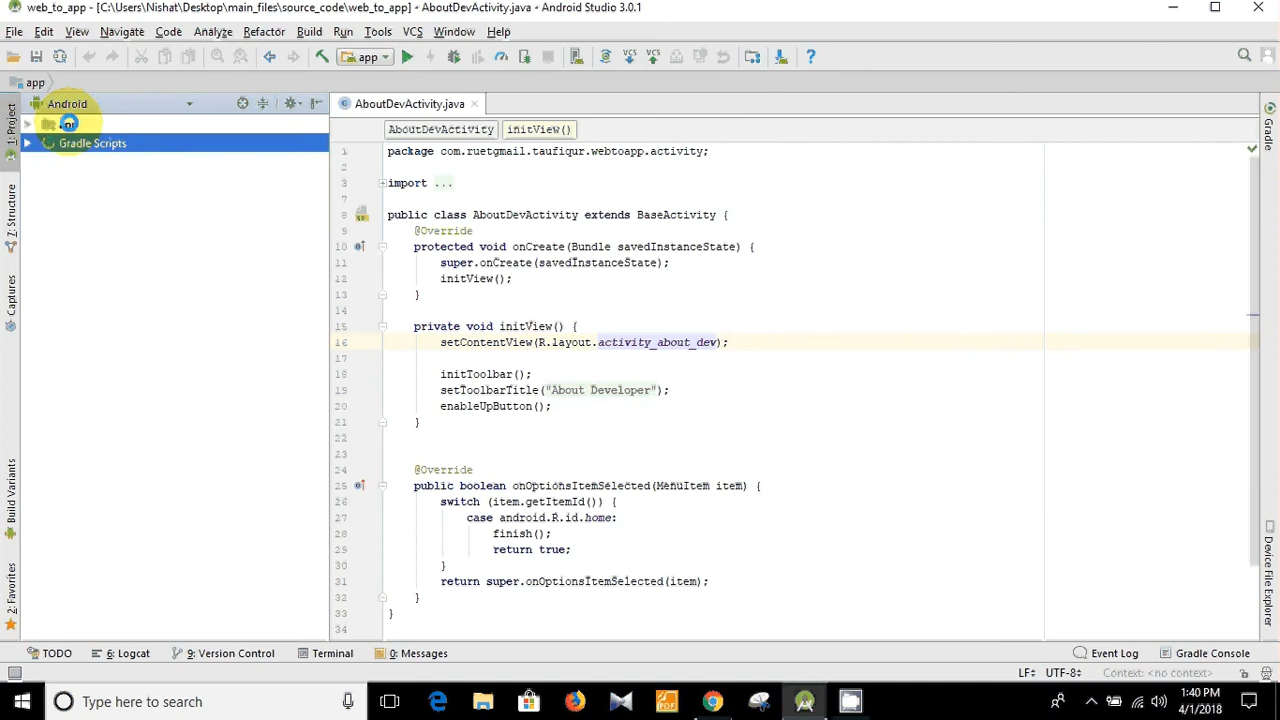 web_to_app - [C:\Users\Nishat\Desktop\main_files\source_code\web_to_app] - AboutDevActivity.java - Android Studio 3.0.1
File Edit View Navigate Code Analyze Refactor Build Run Tools VCS Window Help
app
app
Android
AboutDevActivity.java
AboutDevActivity initView()
Gradle Scripts
1: Project
7: Structure
Captures
Build Variants
2: Favorites
1 package com.ruetgmail.taufiqur.webtoapp.activity;
2
3 import ...
7
8 public class AboutDevActivity extends BaseActivity {
9 @Override
10 protected void onCreate(Bundle savedInstanceState) {
11 super.onCreate(savedInstanceState);
12 initView();
13 }
14
15 private void initView() {
16 setContentView(R.layout.activity_about_dev);
17
18 initToolbar();
19 setToolbarTitle("About Developer");
20 enableUpButton();
21 }
22
23
24 @Override
25 public boolean onOptionsItemSelected(MenuItem item) {
26 switch (item.getItemId()) {
27 case android.R.id.home:
28 finish();
29 return true;
30 }
31 return super.onOptionsItemSelected(item);
32 }
33 }
34
Gradle
Device File Explorer
TODO 6: Logcat 9: Version Control Terminal 0: Messages Event Log Gradle Console
LF÷ UTF-8÷ Context: <no context>
Type here to search
PDF
1:40 PM
4/1/2018